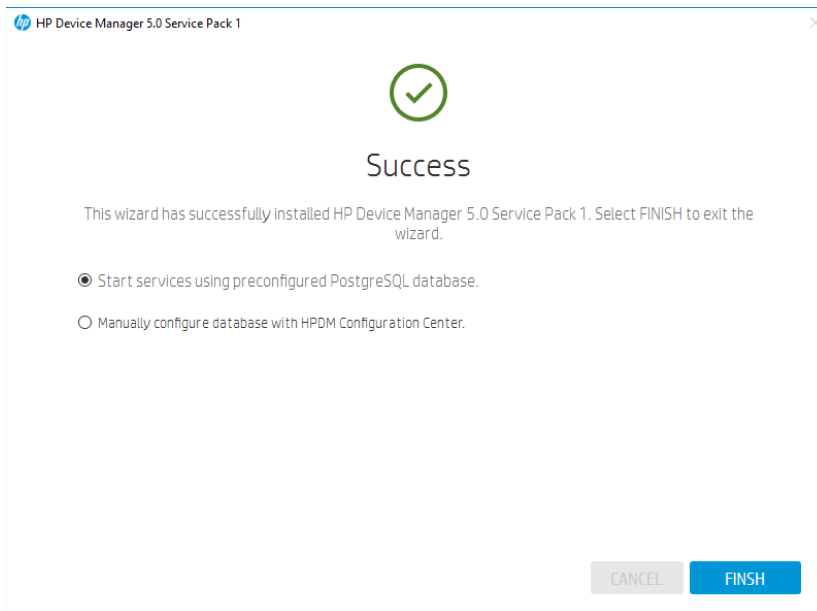 hp HP Device Manager 5.0 Service Pack 1
Success
This wizard has successfully installed HP Device Manager 5.0 Service Pack 1. Select FINISH to exit the
wizard.
Start services using preconfigured PostgreSQL database.
Manually configure database with HPDM Configuration Center.
CANCEL FINSH